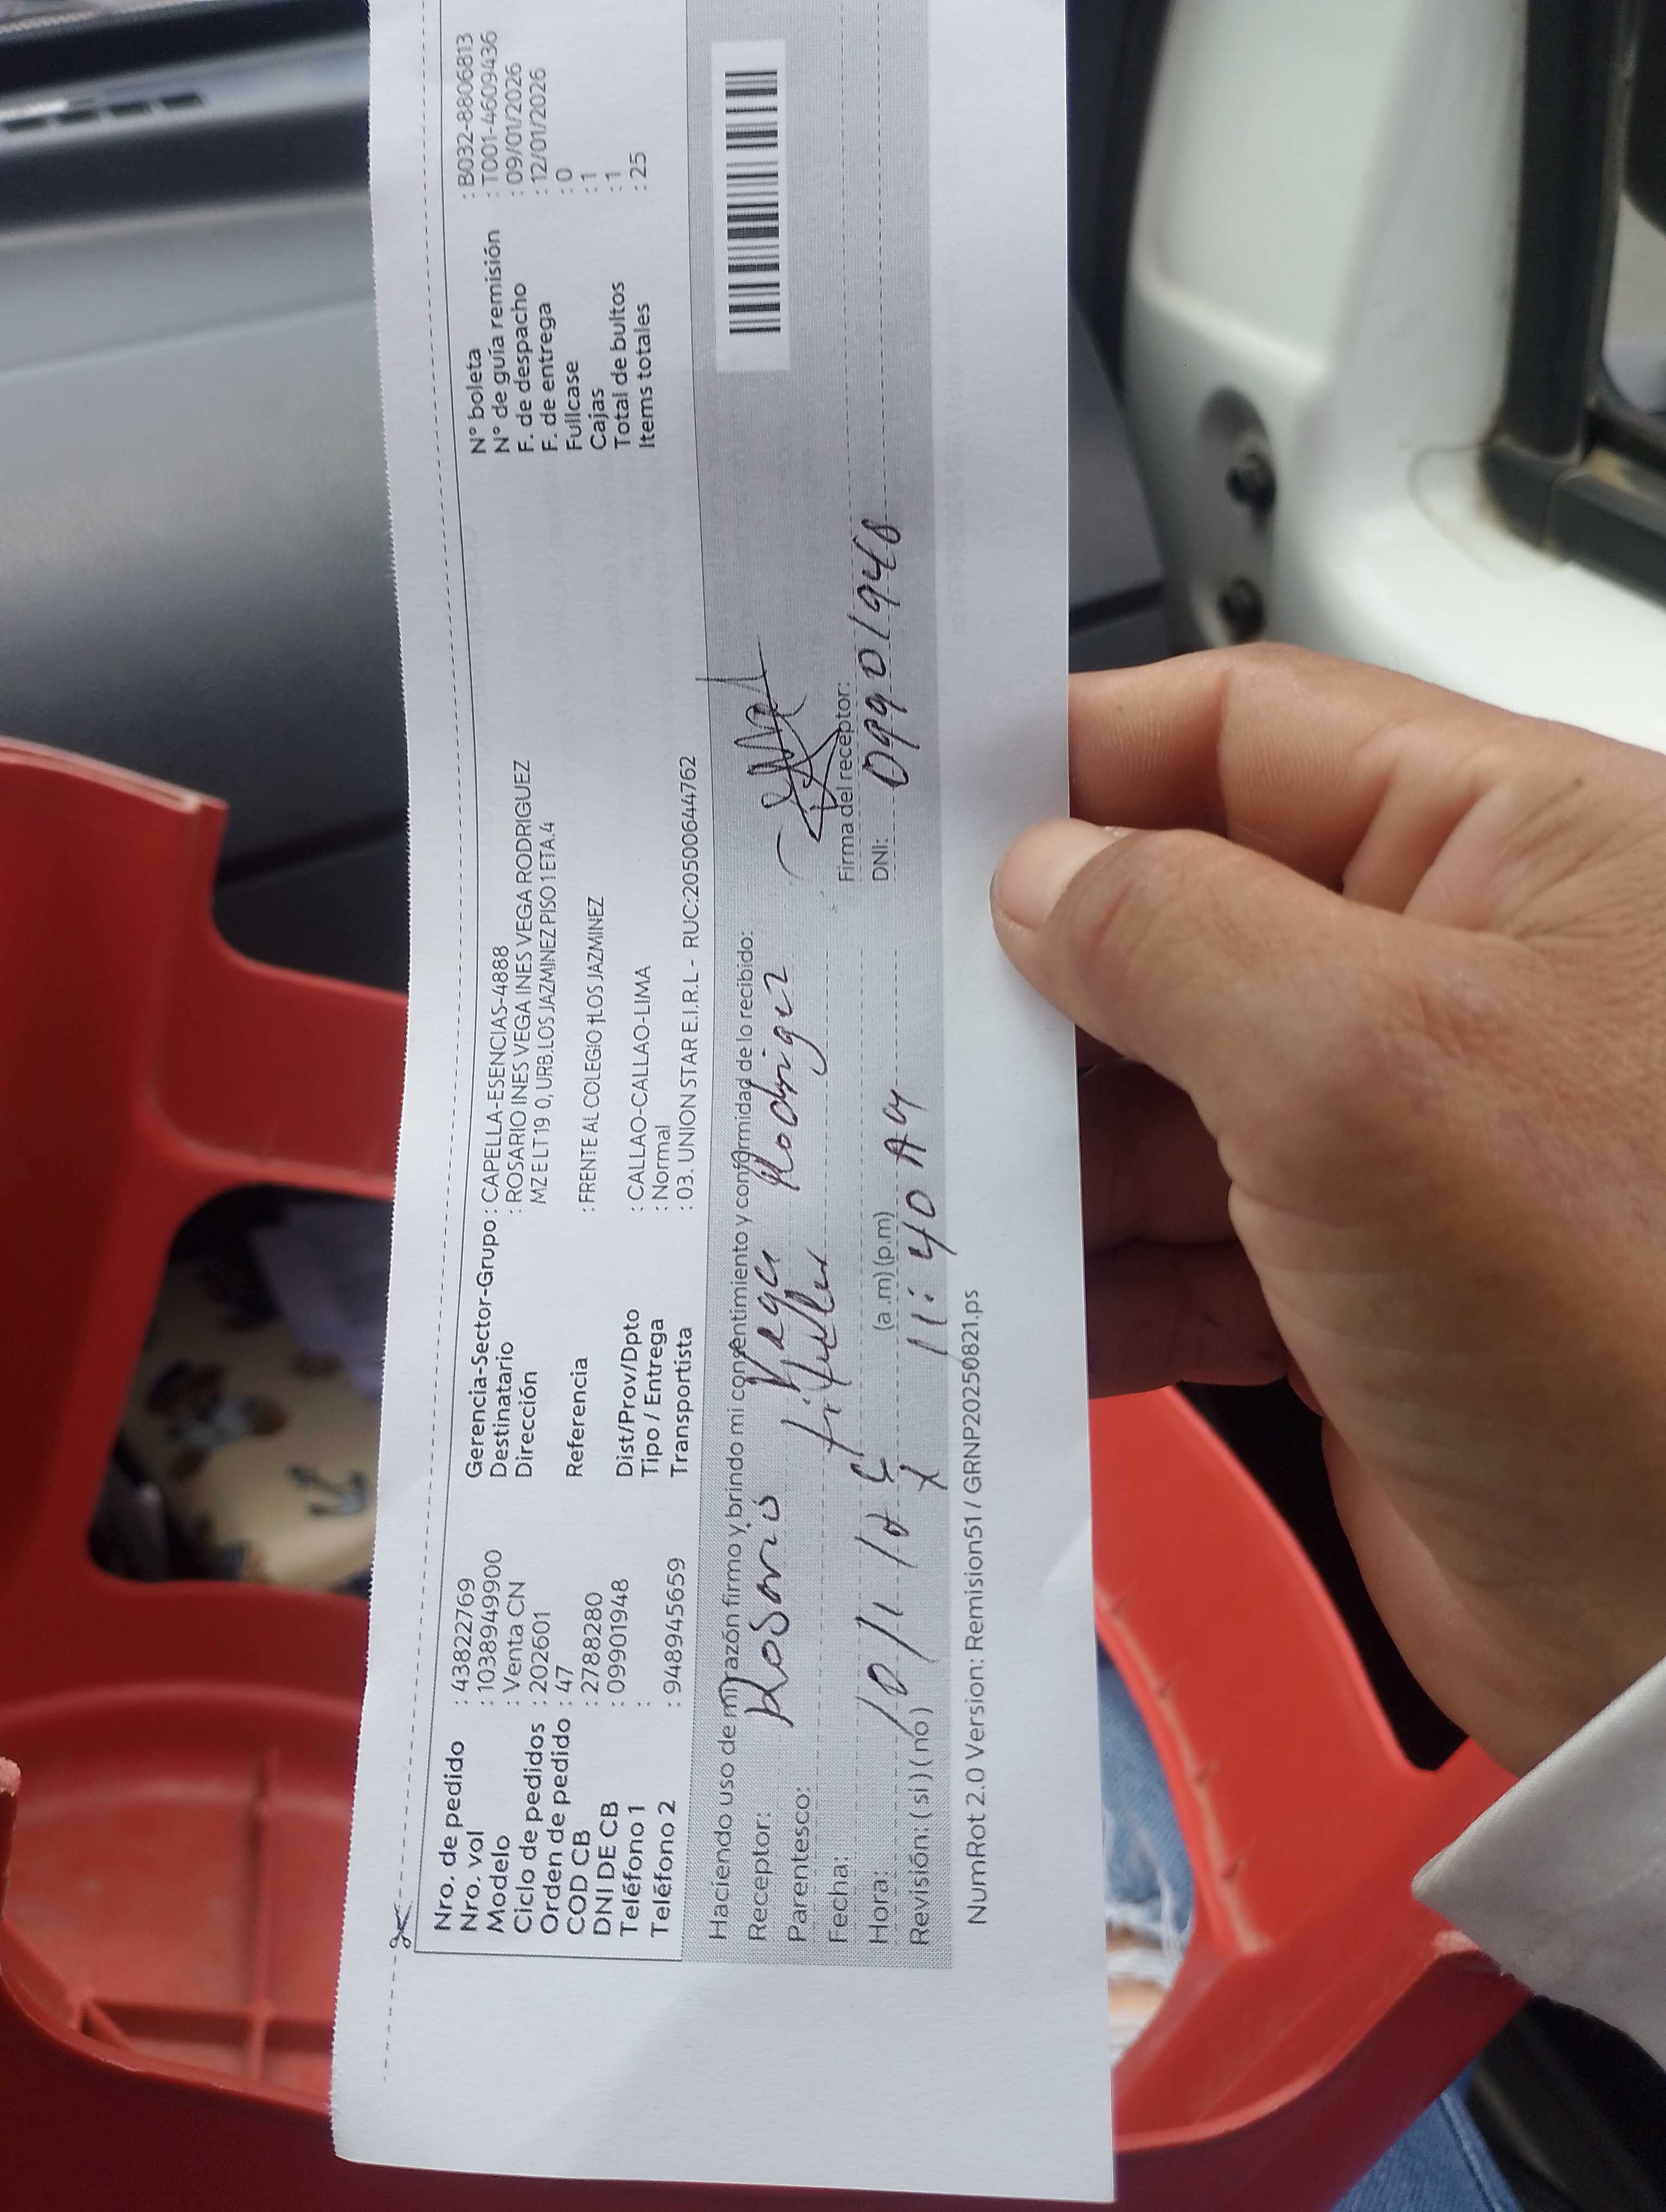 Nro. de pedido : 43822769
Nro. vol : 10389499900
Modelo : Venta CN
Ciclo de pedidos : 202601
Orden de pedido : 47
COD CB : 2788280
DNI DE CB : 09901948
Teléfono 1 :
Teléfono 2 : 948945659
Gerencia-Sector-Grupo : CAPELLA-ESENCIAS-4888
Destinatario : ROSARIO INES VEGA INES VEGA RODRIGUEZ
Dirección MZ E LT 19 0, URB.LOS JAZMINEZ PISO 1 ETA.4
Referencia : FRENTE AL COLEGIO LOS JAZMINEZ
Dist/Prov/Dpto : CALLAO-CALLAO-LIMA
Tipo / Entrega : Normal
Transportista : 03. UNION STAR E.I.R.L - RUC:20500644762
N° boleta : B032-8806813
N° de guía remisión : T001-4609436
F. de despacho : 09/01/2026
F. de entrega : 12/01/2026
Fullcase : 0
Cajas : 1
Total de bultos : 1
Items totales : 25
Haciendo uso de mi razón firmo y brindo mi consentimiento y conformidad de lo recibido:
Receptor: Rosario Vega Rodriguez
Parentesco: titular
Fecha: 10/1/
Hora: (a.m) (p.m) 11:40 AM
Revisión: (si) (no)
Firma del receptor:
DNI: 09901948
NumRot 2.0 Version: Remision51 / GRNP20250821.ps